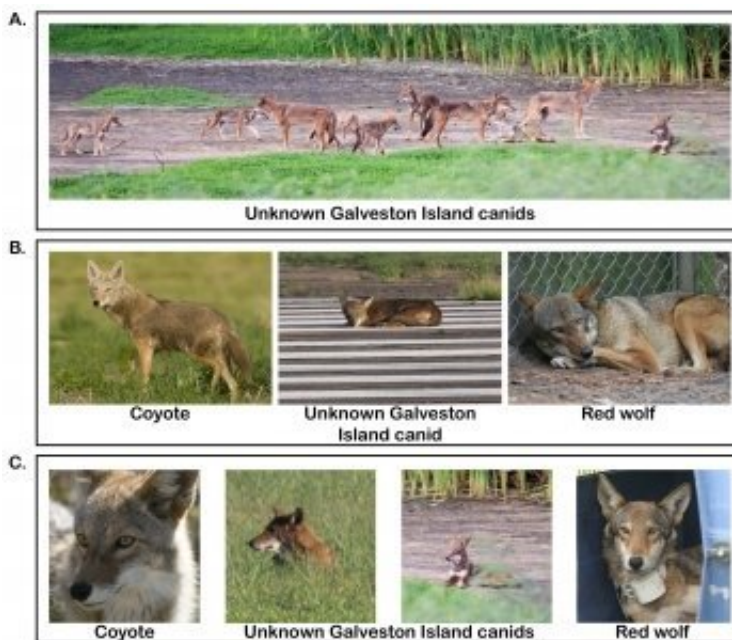 A.
Unknown Galveston Island canids
B.
Coyote
Unknown Galveston
Island canid
Red wolf
C.
Coyote
Unknown Galveston Island canids
Red wolf